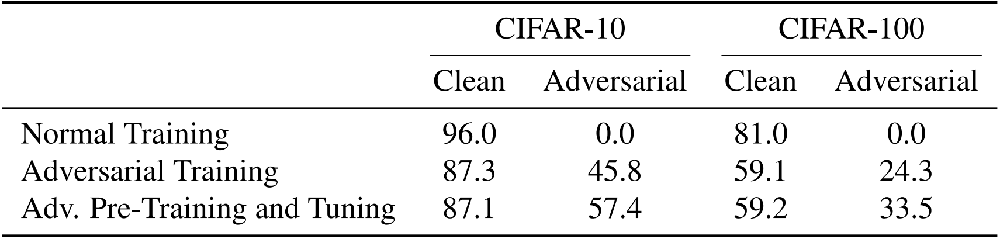 CIFAR-10 CIFAR-100
Clean Adversarial Clean Adversarial
Normal Training 96.0 0.0 81.0 0.0
Adversarial Training 87.3 45.8 59.1 24.3
Adv. Pre-Training and Tuning 87.1 57.4 59.2 33.5